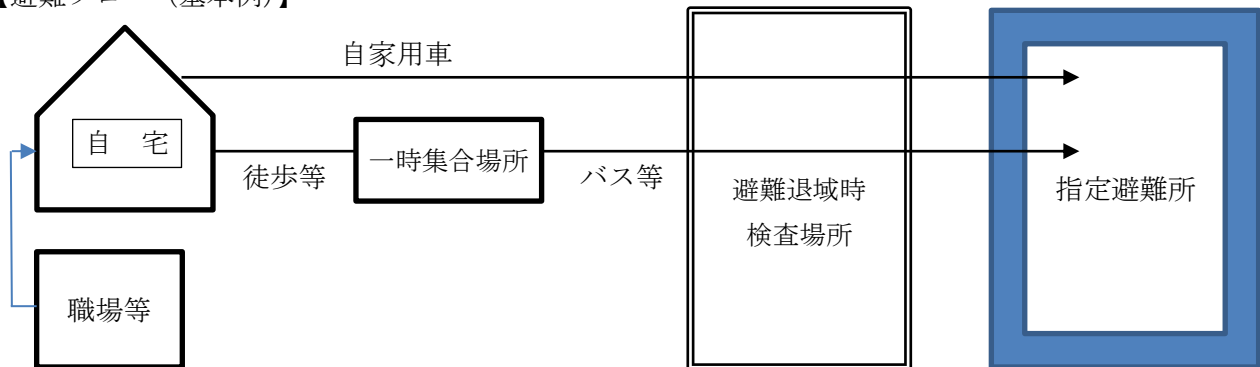 自家用車
自　宅
徒歩等
一時集合場所
バス等
避難退域時
検査場所
指定避難所
職場等